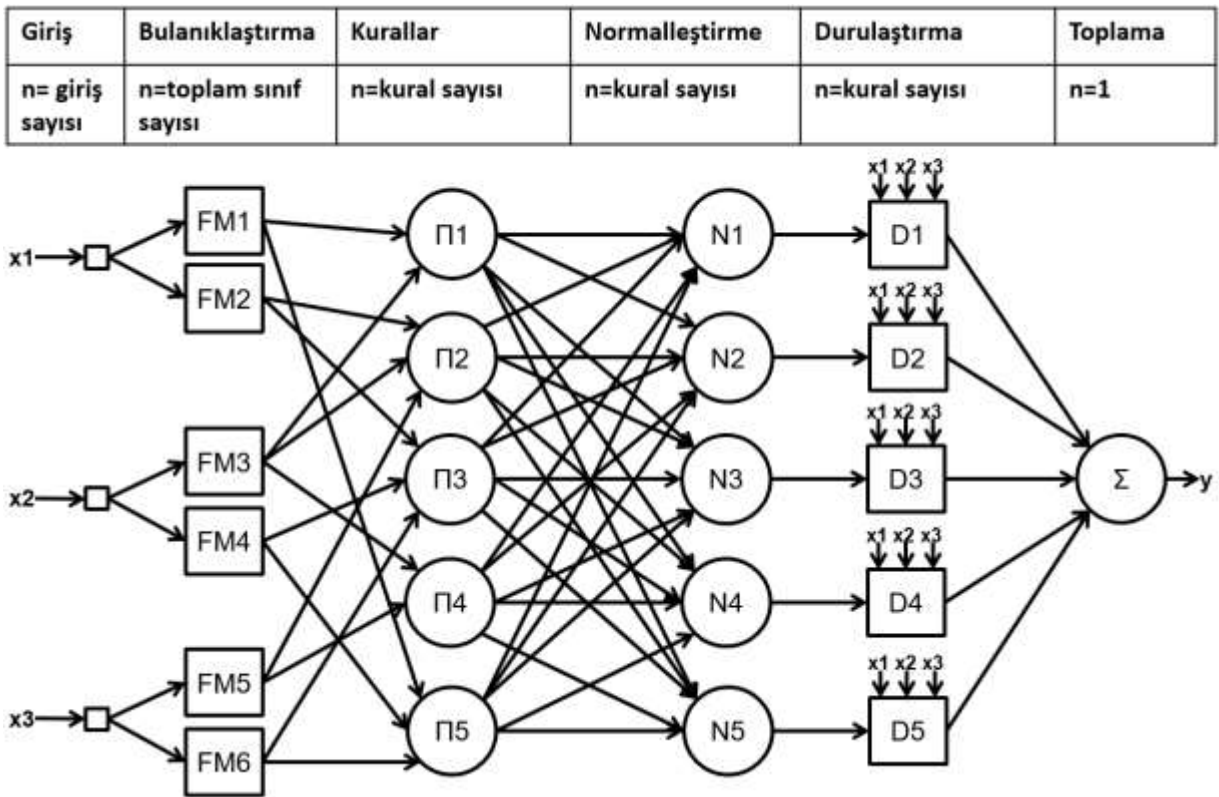 Giriş Bulanıklaştırma Kurallar Normalleştirme Durulaştırma Toplama
n= giriş sayısı n=toplam sınıf sayısı n=kural sayısı n=kural sayısı n=kural sayısı n=1
x1 x2 x3
FM1 Π1 N1 D1
x1
FM2
x1 x2 x3
Π2 N2 D2
x1 x2 x3
FM3 Π3 N3 D3
x2 Σ y
FM4
x1 x2 x3
Π4 N4 D4
x1 x2 x3
FM5 Π5 N5 D5
x3
FM6